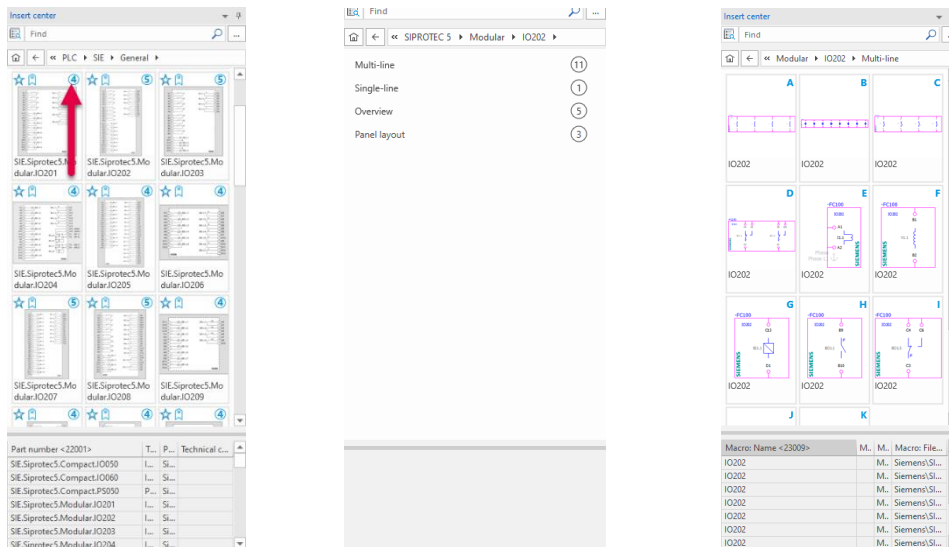 Insert center
Find
...
« PLC ▸ SIE ▸ General ▸
4 5 5
SIE.Siprotec5.Mo
dular.IO201
SIE.Siprotec5.Mo
dular.IO202
SIE.Siprotec5.Mo
dular.IO203
4 4 4
SIE.Siprotec5.Mo
dular.IO204
SIE.Siprotec5.Mo
dular.IO205
SIE.Siprotec5.Mo
dular.IO206
5 5 4
SIE.Siprotec5.Mo
dular.IO207
SIE.Siprotec5.Mo
dular.IO208
SIE.Siprotec5.Mo
dular.IO209
4 4 4
Part number <22001> T... P... Technical c...
SIE.Siprotec5.Compact.IO050 I... Si...
SIE.Siprotec5.Compact.IO060 I... Si...
SIE.Siprotec5.Compact.PS050 P... Si...
SIE.Siprotec5.Modular.IO201 I... Si...
SIE.Siprotec5.Modular.IO202 I... Si...
SIE.Siprotec5.Modular.IO203 I... Si...
SIE.Siprotec5.Modular.IO204 I... Si...
Find
...
« SIPROTEC 5 ▸ Modular ▸ IO202 ▸
Multi-line 11
Single-line 1
Overview 5
Panel layout 3
Insert center
Find
« Modular ▸ IO202 ▸ Multi-line
A B C
IO202 IO202 IO202
D E F
-FC100 -FC100
SIEMENS SIEMENS
IO202 IO202 IO202
G H I
-FC100 -FC100 -FC100
SIEMENS SIEMENS SIEMENS
IO202 IO202 IO202
J K
Macro: Name <23009> M.. M.. Macro: File...
IO202 M.. Siemens\SI...
IO202 M.. Siemens\SI...
IO202 M.. Siemens\SI...
IO202 M.. Siemens\SI...
IO202 M.. Siemens\SI...
IO202 M.. Siemens\SI...
IO202 M.. Siemens\SI...